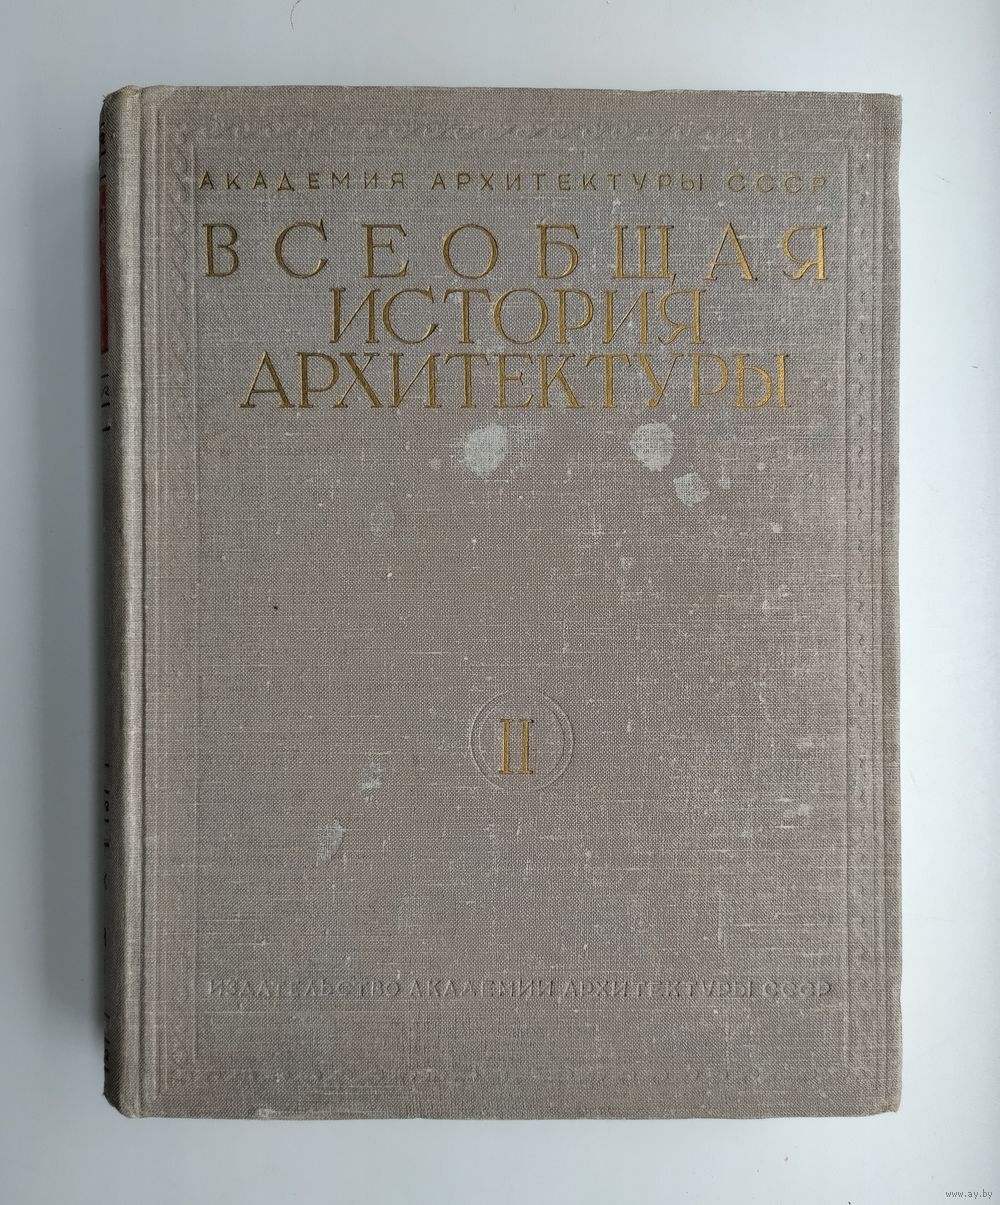 АКАДЕМИЯ АРХИТЕКТУРЫ СССР
ВСЕОБЩАЯ
ИСТОРИЯ
АРХИТЕКТУРЫ
II
ИЗДАТЕЛЬСТВО АКАДЕМИИ АРХИТЕКТУРЫ СССР
www.ay.by